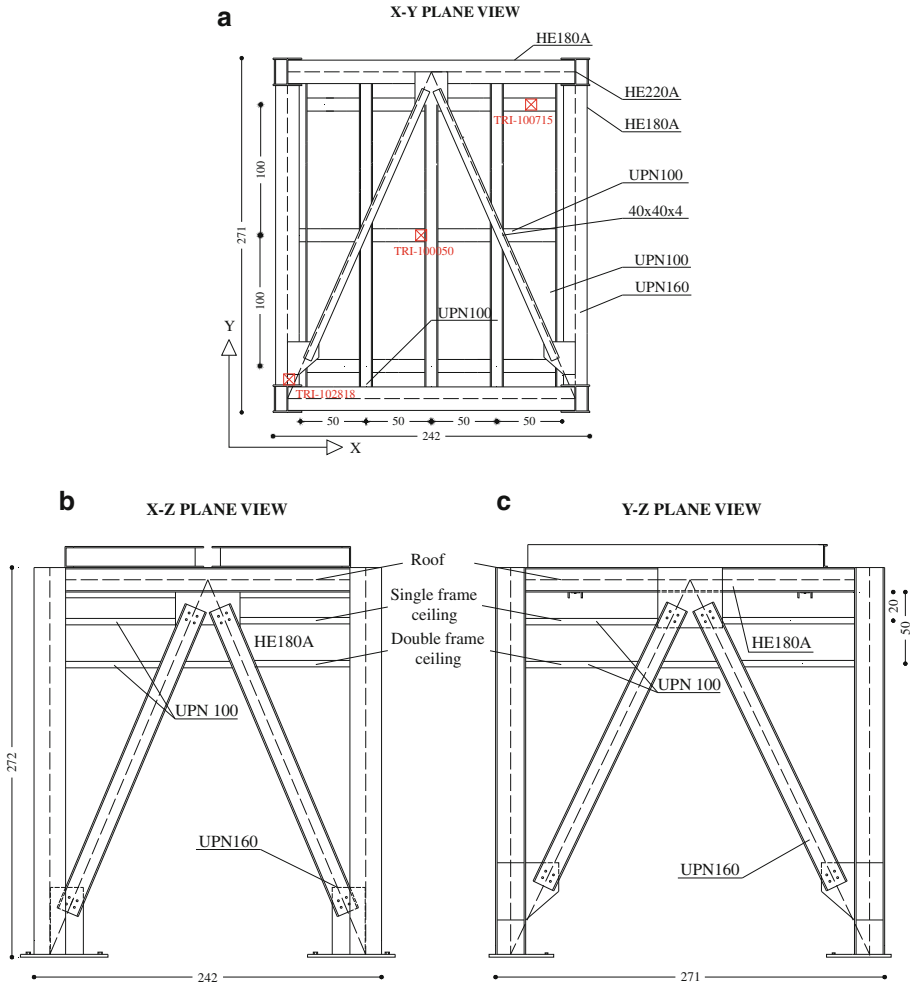 a
X-Y PLANE VIEW
HE180A
HE220A
HE180A
TRI-100715
100
UPN100
40x40x4
271
TRI-100050
UPN100
UPN160
100
UPN100
Y
TRI-102818
50
50
50
50
242
X
b
X-Z PLANE VIEW
c
Y-Z PLANE VIEW
Roof
Single frame
ceiling
Double frame
ceiling
HE180A
HE180A
20
50
UPN 100
UPN 100
272
UPN160
UPN160
242
271